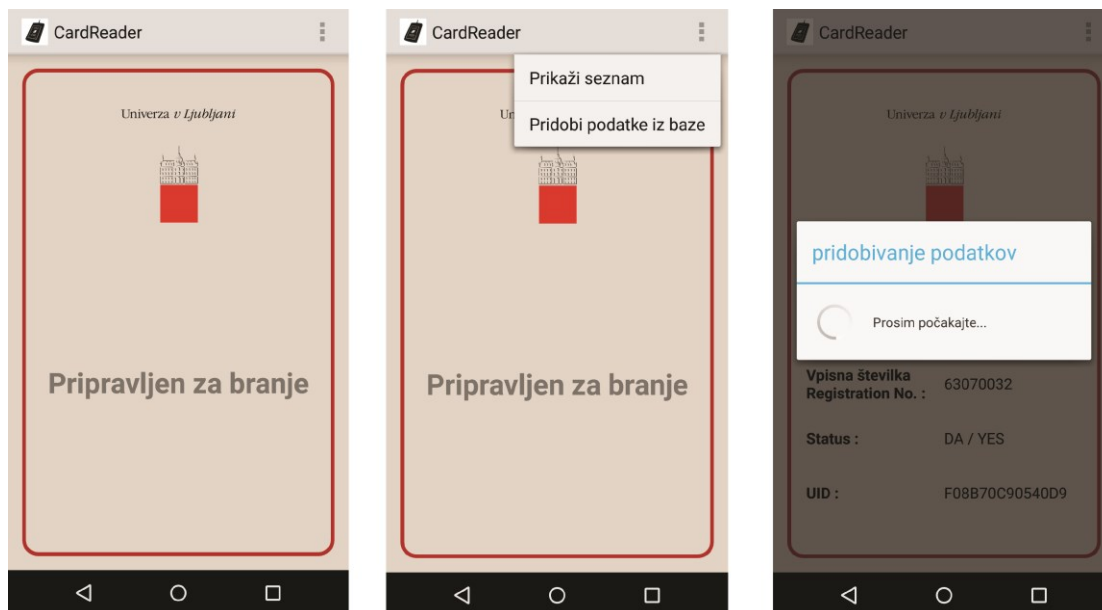 CardReader
Univerza v Ljubljani
Pripravljen za branje
CardReader
Prikaži seznam
Un
Pridobi podatke iz baze
Pripravljen za branje
CardReader
Univerza v Ljubljani
pridobivanje podatkov
Prosim počakajte...
Vpisna številka
Registration No. : 63070032
Status : DA / YES
UID : F08B70C90540D9